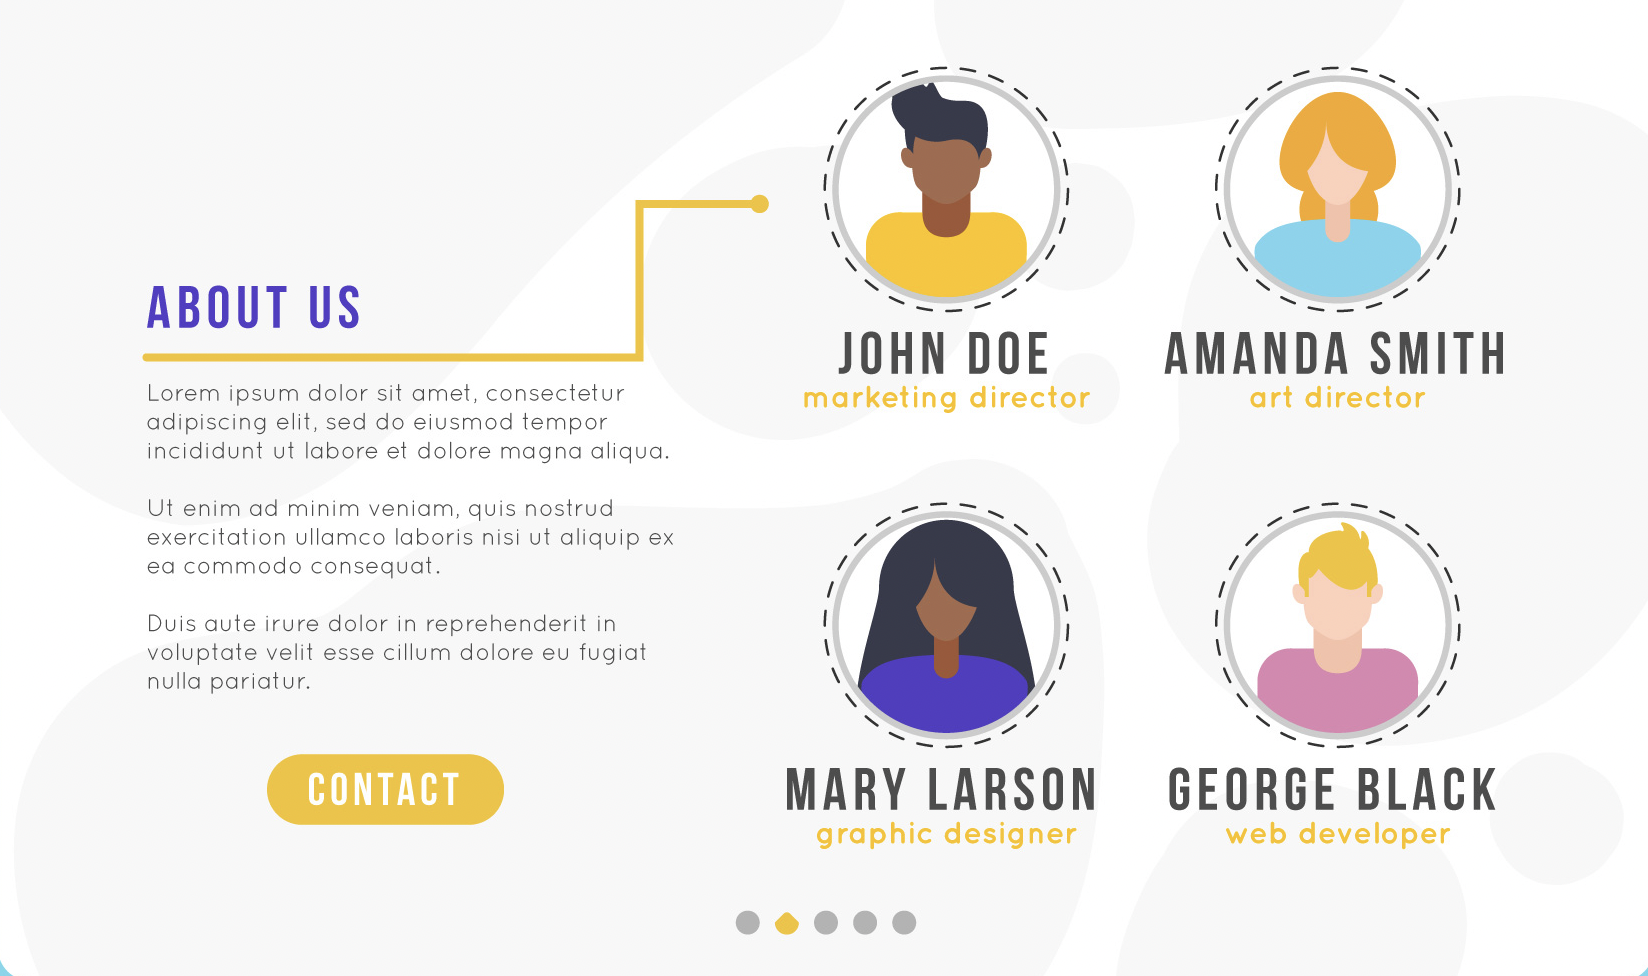 ABOUT US
Lorem ipsum dolor sit amet, consectetur
adipiscing elit, sed do eiusmod tempor
incididunt ut labore et dolore magna aliqua.
Ut enim ad minim veniam, quis nostrud
exercitation ullamco laboris nisi ut aliquip ex
ea commodo consequat.
Duis aute irure dolor in reprehenderit in
voluptate velit esse cillum dolore eu fugiat
nulla pariatur.
CONTACT
JOHN DOE
marketing director
AMANDA SMITH
art director
MARY LARSON
graphic designer
GEORGE BLACK
web developer